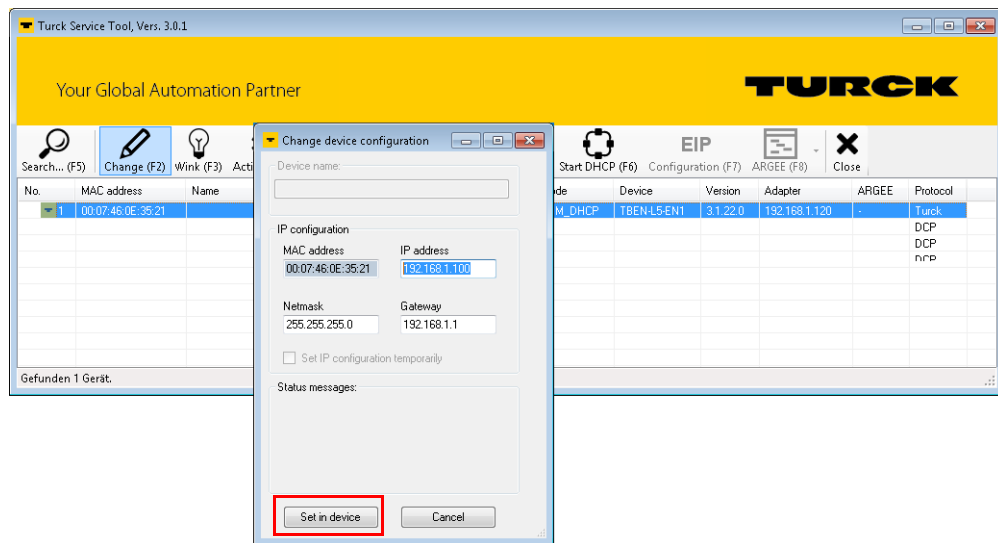 Turck Service Tool, Vers. 3.0.1
Your Global Automation Partner
TURCK
Search... (F5) Change (F2) Wink (F3) Acti Start DHCP (F6) EIP Configuration (F7) ARGEE (F8) Close
No. MAC address Name ode Device Version Adapter ARGEE Protocol
1 00:07:46:0E:35:21 M_DHCP TBEN-L5-EN1 3.1.22.0 192.168.1.120 - Turck
DCP
DCP
DCP
Gefunden 1 Gerät.
Change device configuration
Device name:
IP configuration
MAC address IP address
00:07:46:0E:35:21 192.168.1.100
Netmask Gateway
255.255.255.0 192.168.1.1
Set IP configuration temporarily
Status messages:
Set in device Cancel